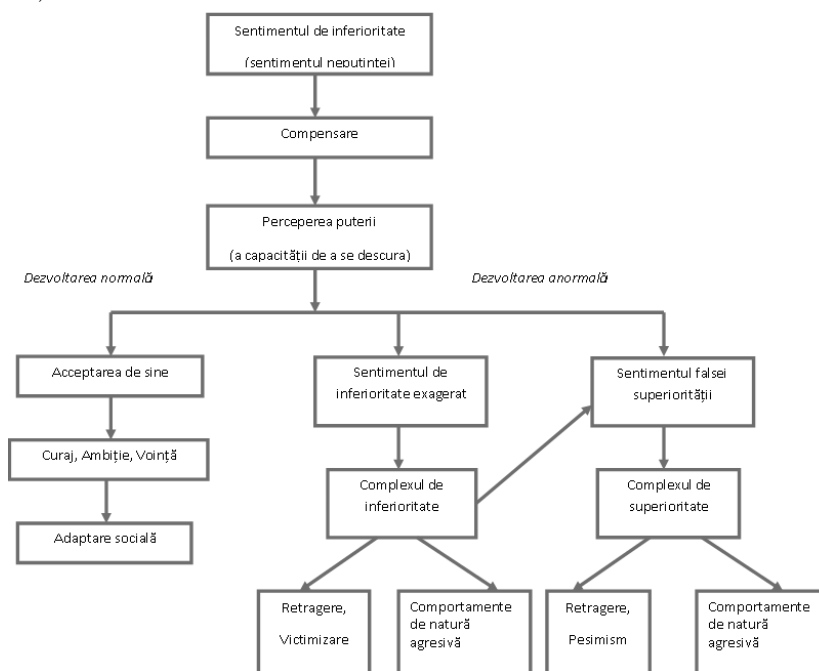 Sentimentul de inferioritate
(sentimentul neputinței)
Compensare
Perceperea puterii
(a capacității de a se descura)
Dezvoltarea normală
Dezvoltarea anormală
Acceptarea de sine
Sentimentul de
inferioritate exagerat
Sentimentul falsei
superiorității
Curaj, Ambiție, Voință
Complexul de
inferioritate
Complexul de
superioritate
Adaptare socială
Retragere,
Victimizare
Comportamente
de natură
agresivă
Retragere,
Pesimism
Comportamente
de natură
agresivă